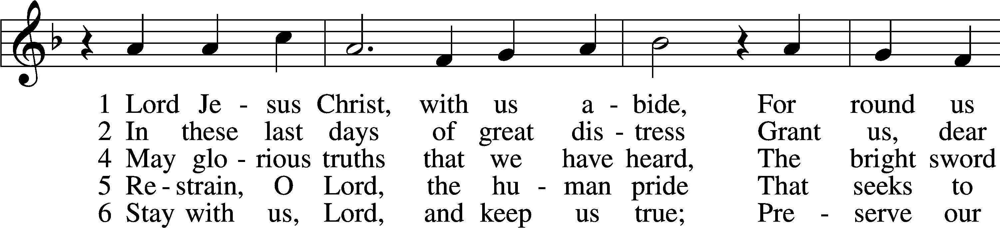 1 Lord Je - sus Christ, with us a - bide, For round us
2 In these last days of great dis - tress Grant us, dear
4 May glo - rious truths that we have heard, The bright sword
5 Re - strain, O Lord, the hu - man pride That seeks to
6 Stay with us, Lord, and keep us true; Pre - serve our